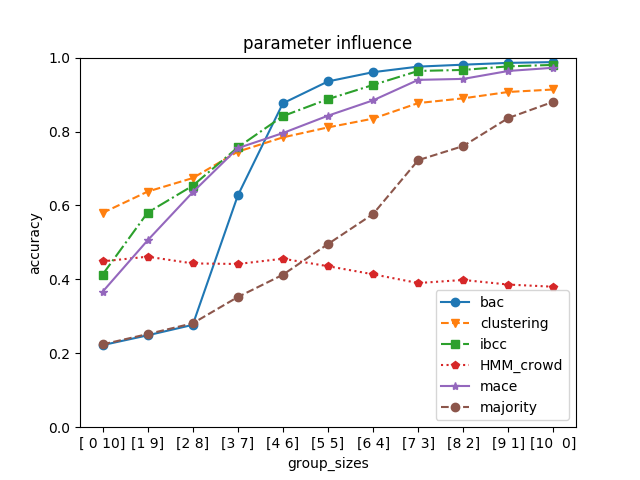 parameter influence
1.0
0.8
0.6
0.4
0.2
0.0
accuracy
bac
clustering
ibcc
HMM_crowd
mace
majority
[ 0 10] [1 9] [2 8] [3 7] [4 6] [5 5] [6 4] [7 3] [8 2] [9 1] [10  0]
group_sizes